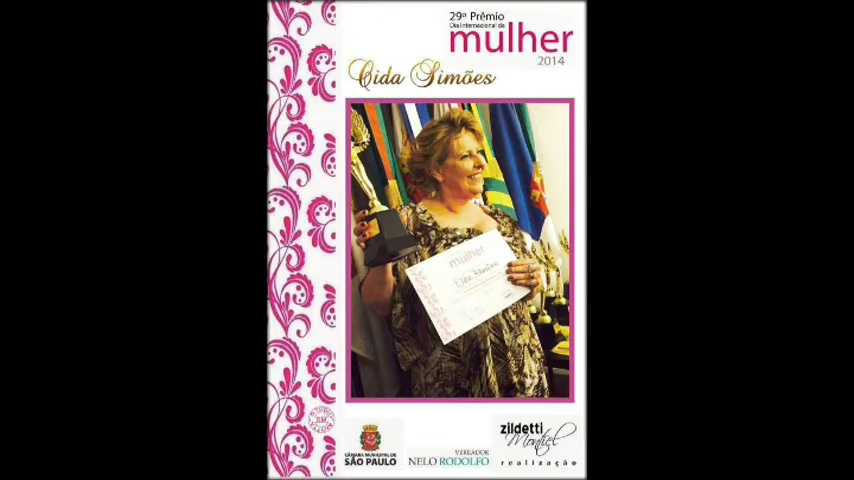 29º Prêmio
Dia Internacional da
mulher
2014
Cida Simões
mulher
CÂMARA MUNICIPAL DE
SÃO PAULO
VEREADOR
NELO RODOLFO
zildetti
Montiel
realização